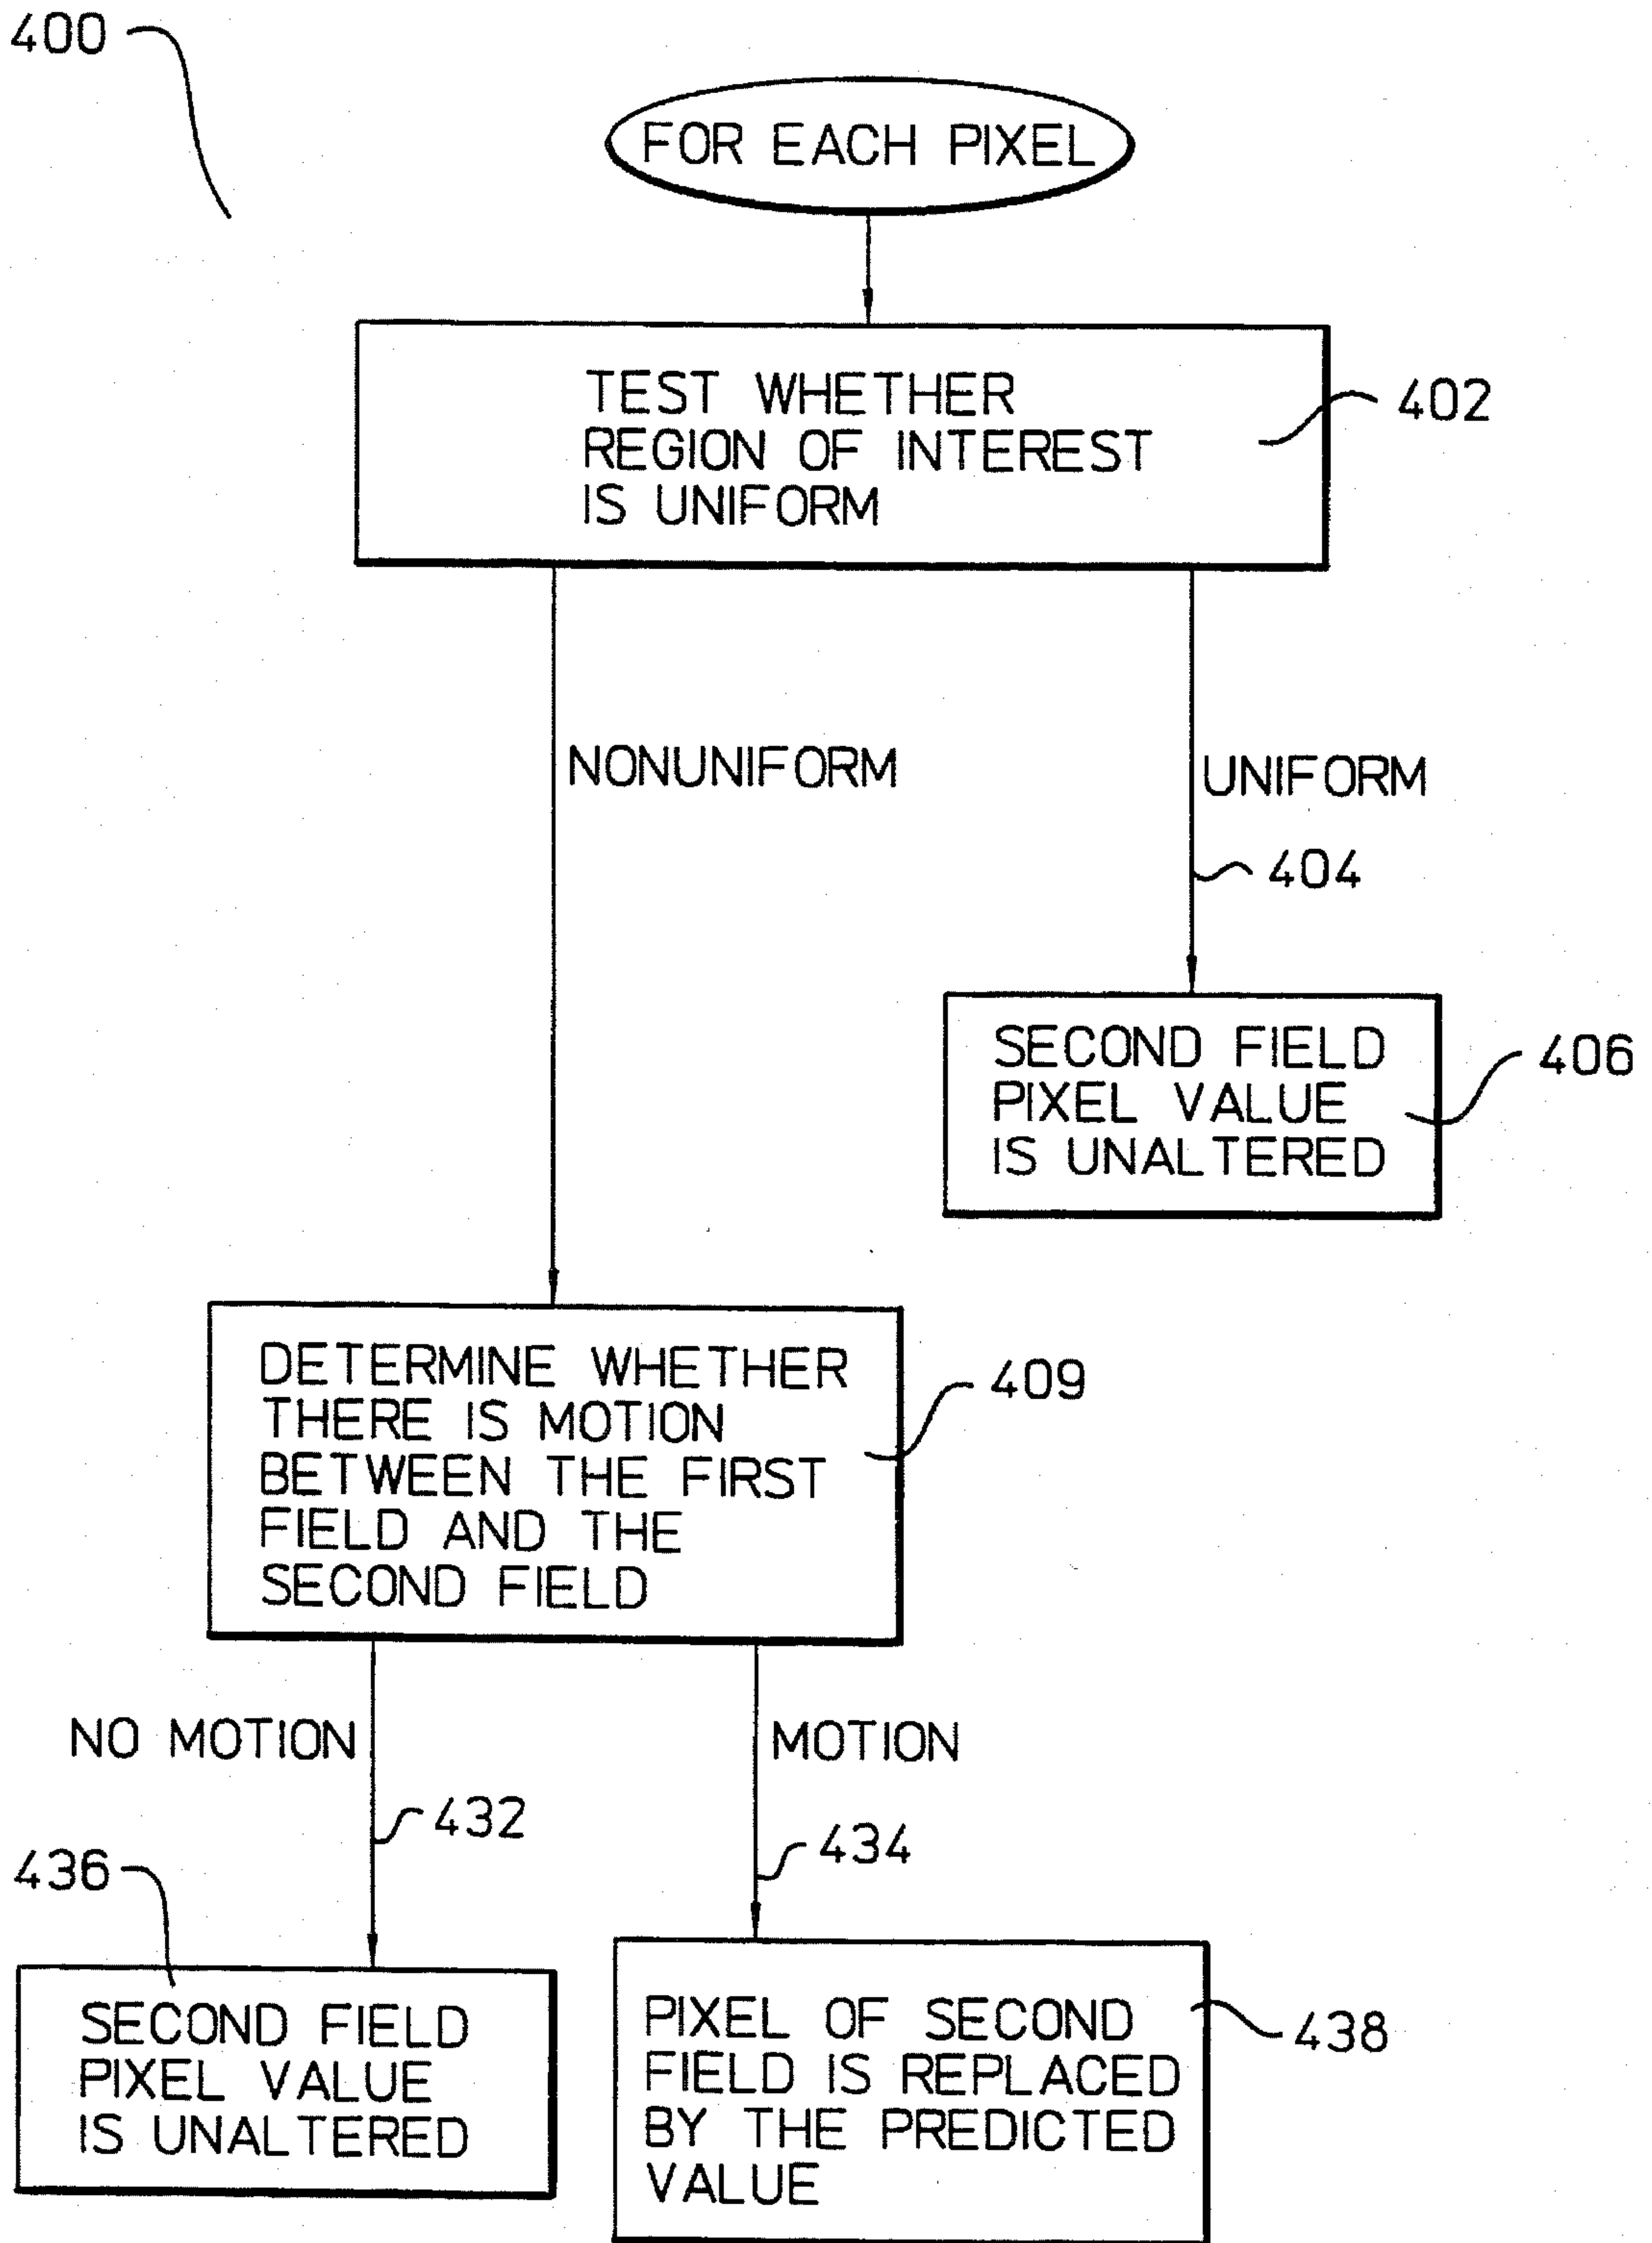 400
FOR EACH PIXEL
TEST WHETHER
REGION OF INTEREST
IS UNIFORM
402
NONUNIFORM
UNIFORM
404
SECOND FIELD
PIXEL VALUE
IS UNALTERED
406
DETERMINE WHETHER
THERE IS MOTION
BETWEEN THE FIRST
FIELD AND THE
SECOND FIELD
409
NO MOTION
MOTION
432
434
436
SECOND FIELD
PIXEL VALUE
IS UNALTERED
PIXEL OF SECOND
FIELD IS REPLACED
BY THE PREDICTED
VALUE
438